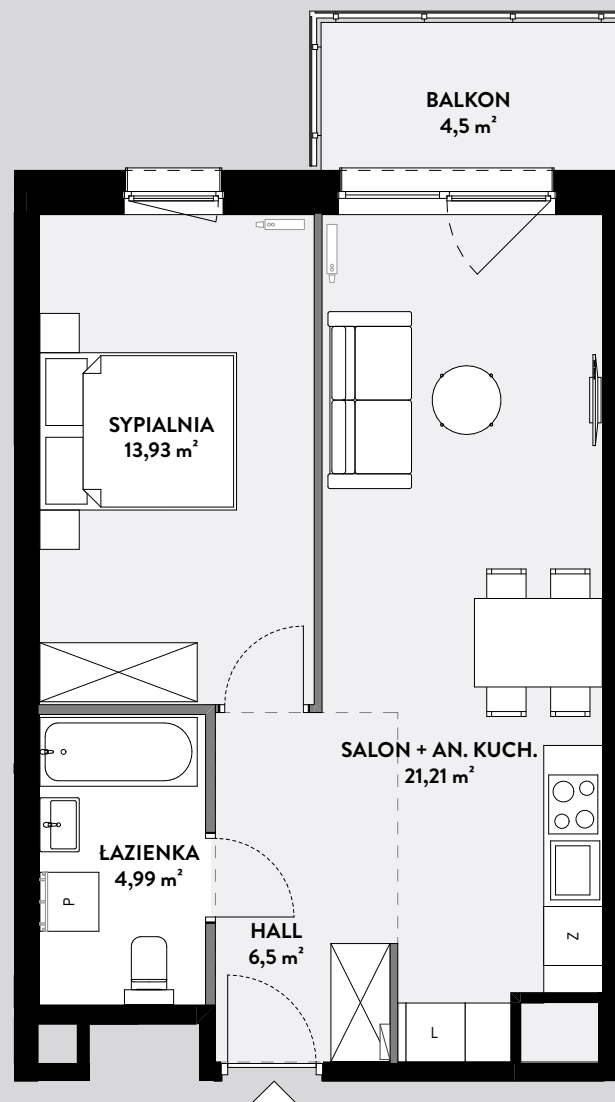 BALKON
4,5 m²
SYPIALNIA
13,93 m²
SALON + AN. KUCH.
21,21 m²
ŁAZIENKA
4,99 m²
P
HALL
6,5 m²
Z
L